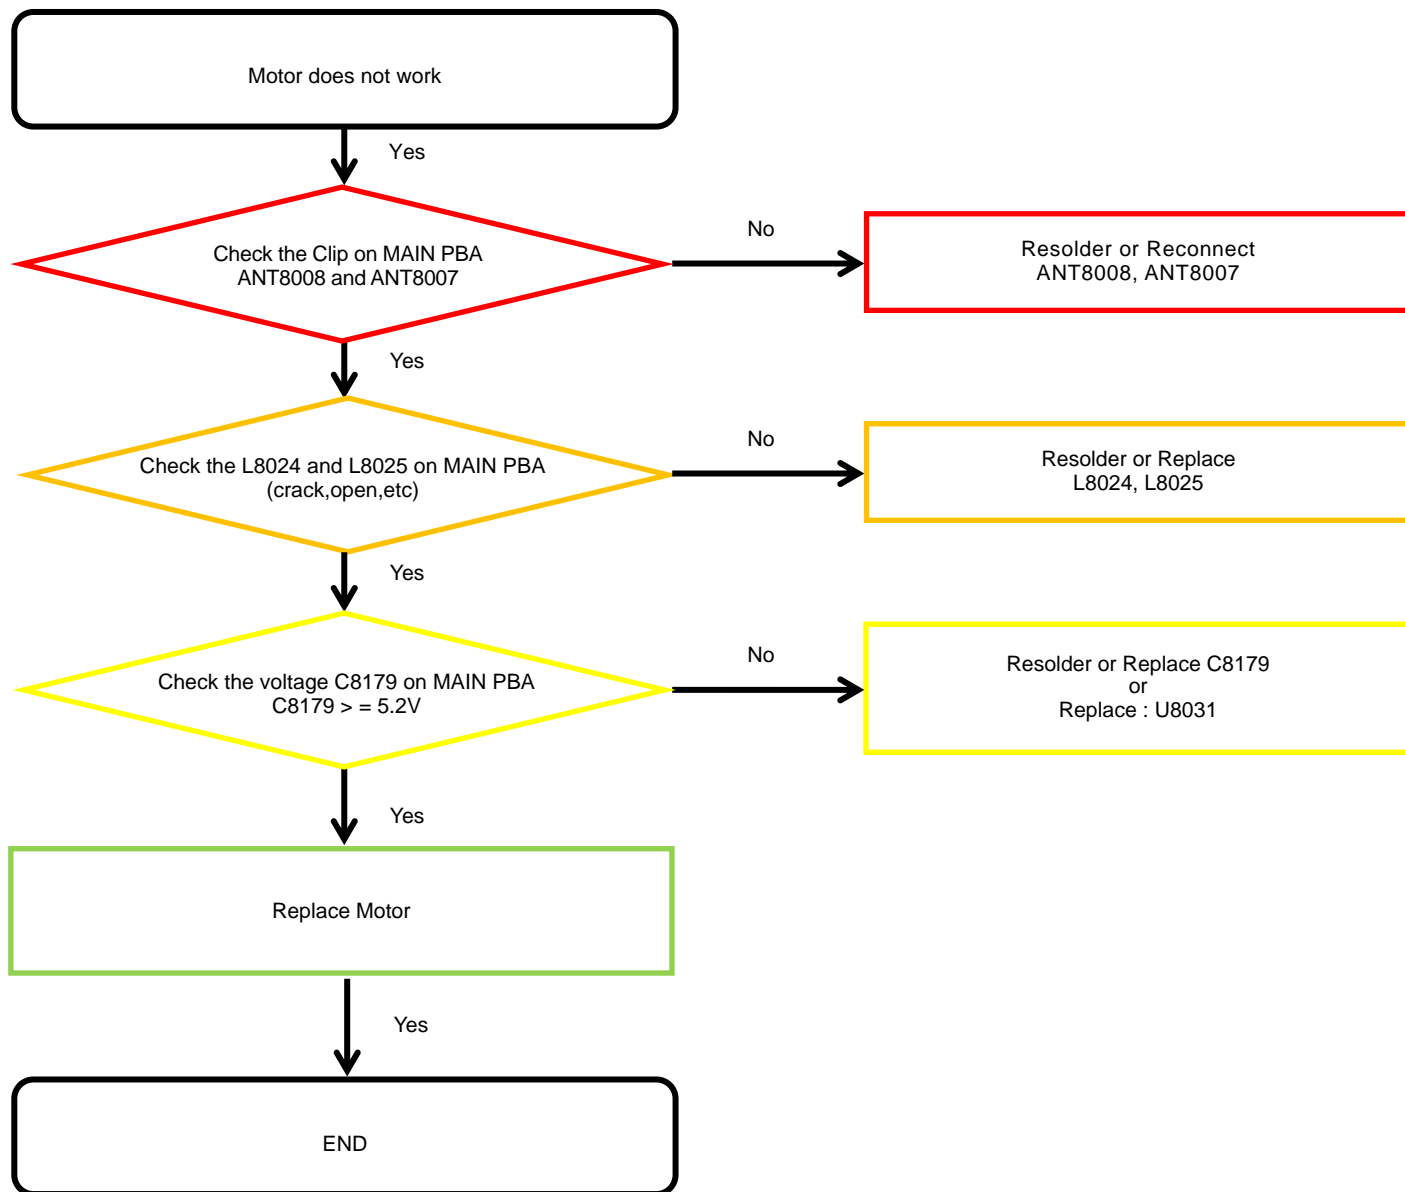 Motor does not work
Yes
Check the Clip on MAIN PBA
ANT8008 and ANT8007
No
Resolder or Reconnect
ANT8008, ANT8007
Yes
Check the L8024 and L8025 on MAIN PBA
(crack,open,etc)
No
Resolder or Replace
L8024, L8025
Yes
Check the voltage C8179 on MAIN PBA
C8179 > = 5.2V
No
Resolder or Replace C8179
or
Replace : U8031
Yes
Replace Motor
Yes
END